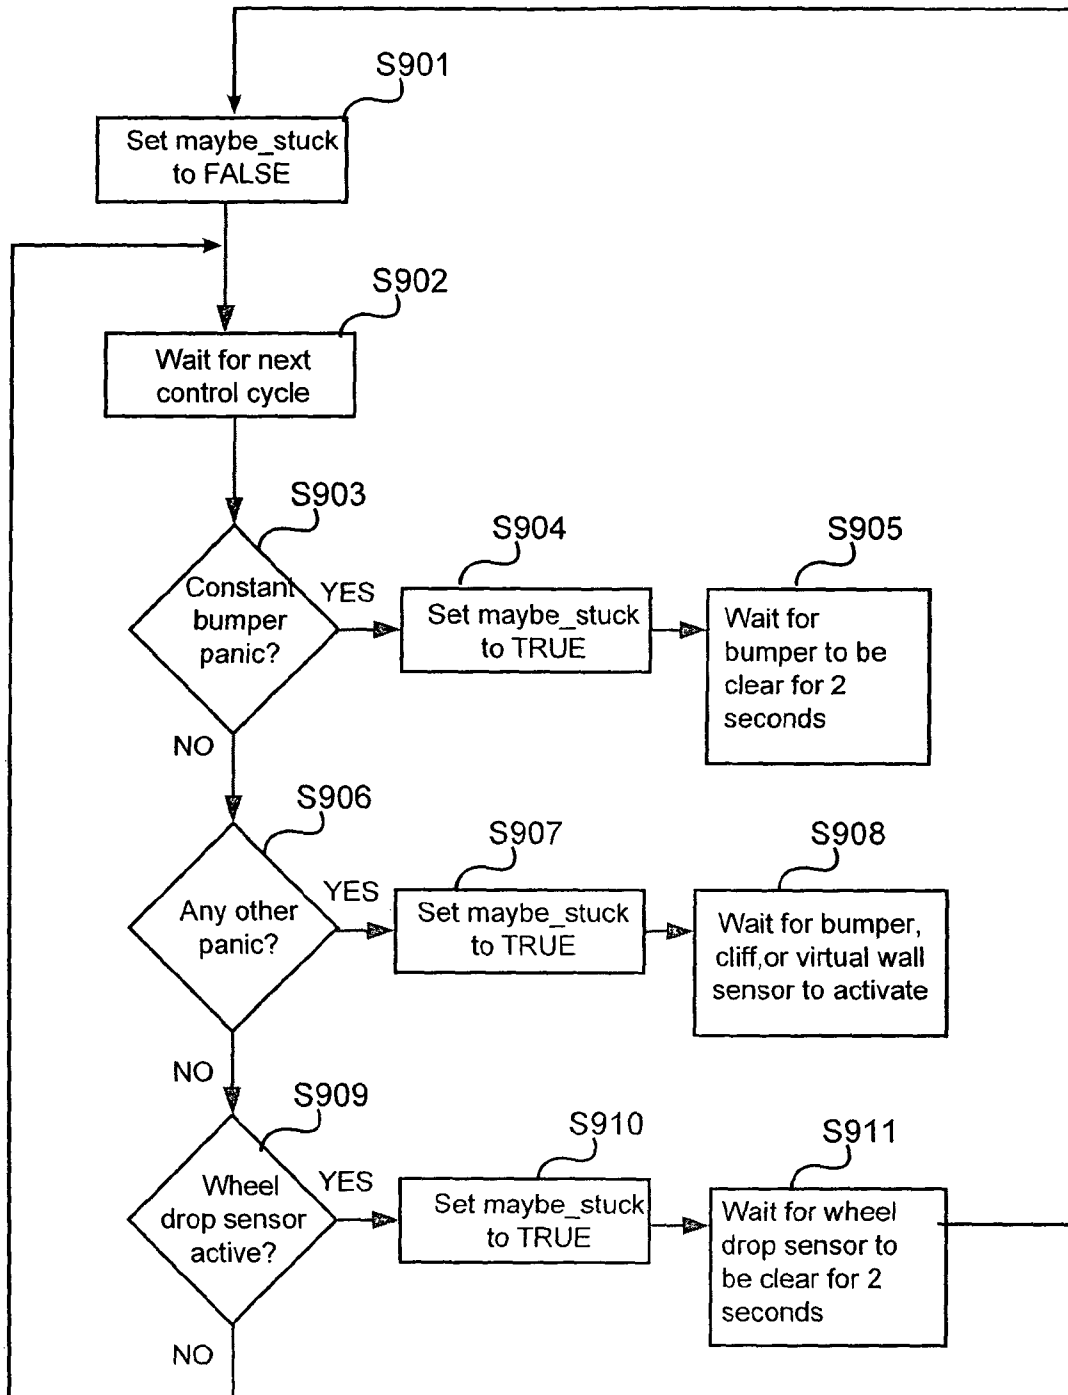 S901
Set maybe_stuck
to FALSE
S902
Wait for next
control cycle
S903
Constant
bumper
panic?
YES
S904
Set maybe_stuck
to TRUE
S905
Wait for
bumper to be
clear for 2
seconds
NO
S906
Any other
panic?
YES
S907
Set maybe_stuck
to TRUE
S908
Wait for bumper,
cliff,or virtual wall
sensor to activate
NO
S909
Wheel
drop sensor
active?
YES
S910
Set maybe_stuck
to TRUE
S911
Wait for wheel
drop sensor to
be clear for 2
seconds
NO